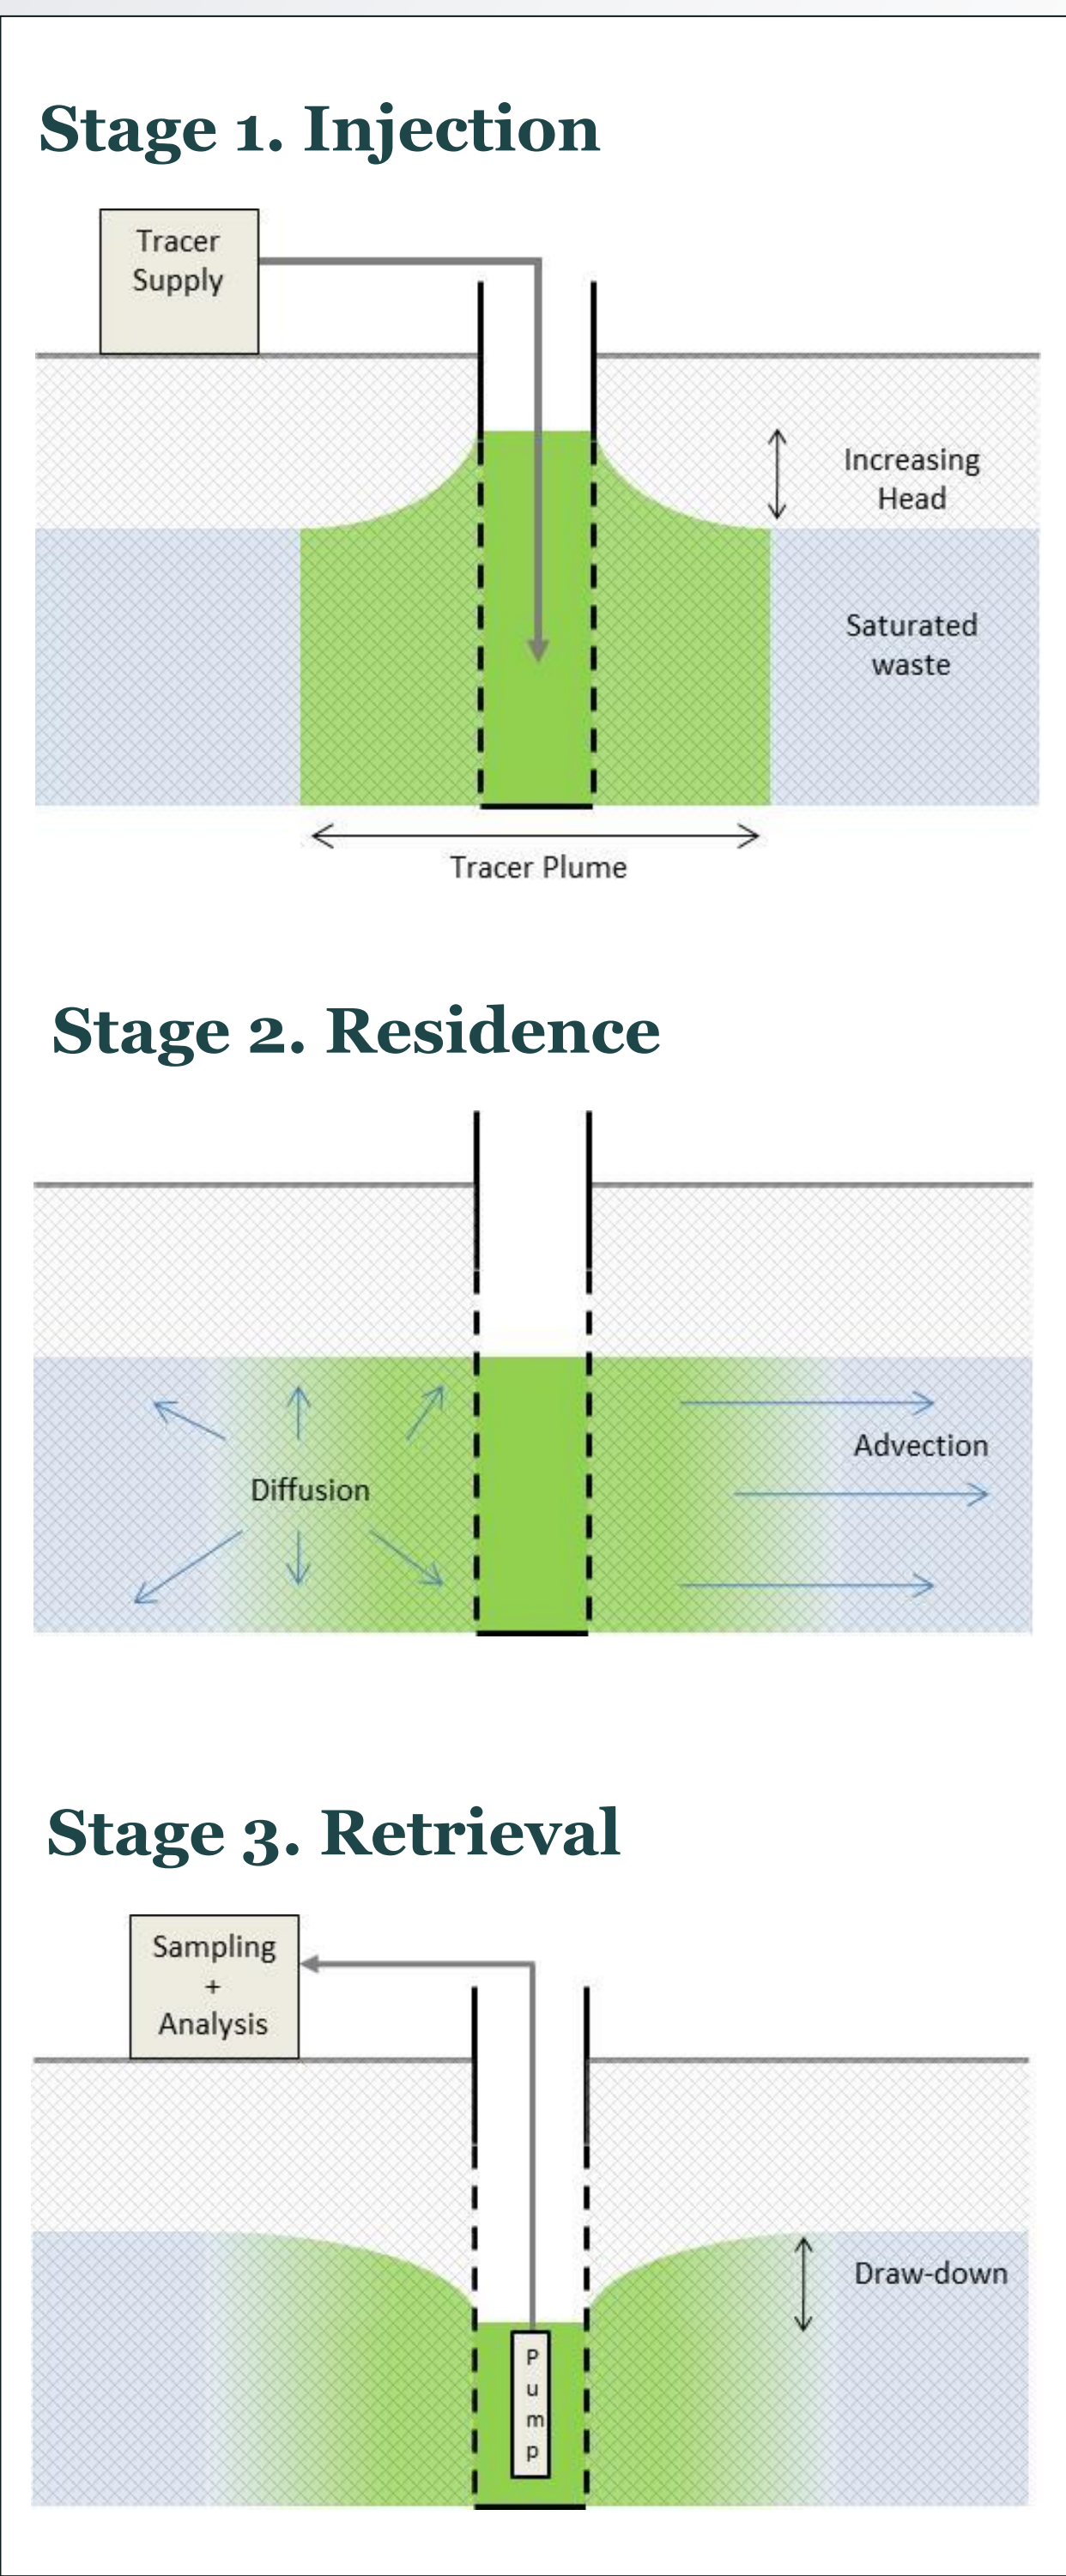 Stage 1. Injection
Tracer
Supply
Increasing
Head
Saturated
waste
Tracer Plume
Stage 2. Residence
Advection
Diffusion
Stage 3. Retrieval
Sampling
+
Analysis
Draw-down
P
u
m
p